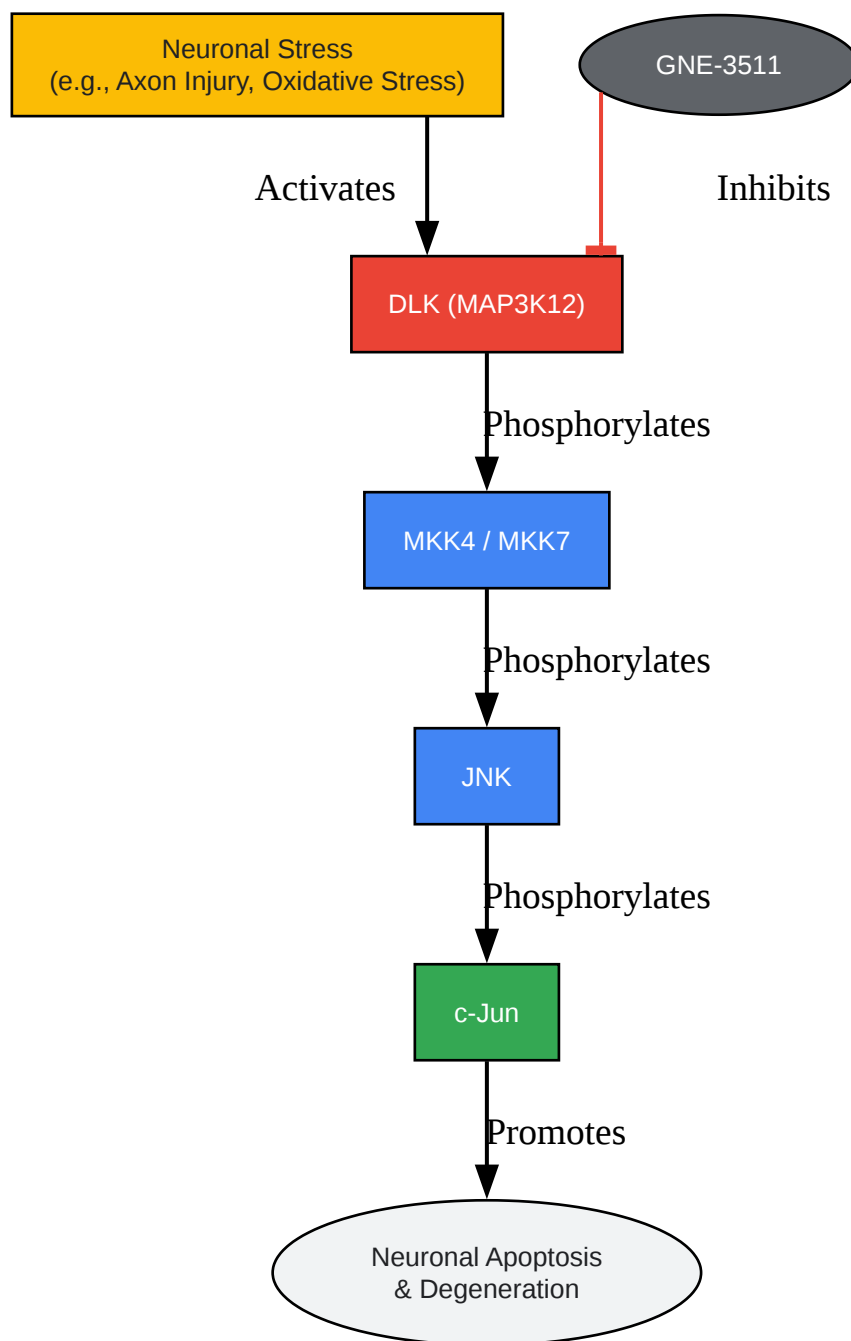 Neuronal Stress
(e.g., Axon Injury, Oxidative Stress)
GNE-3511
Activates
Inhibits
DLK (MAP3K12)
Phosphorylates
MKK4 / MKK7
Phosphorylates
JNK
Phosphorylates
c-Jun
Promotes
Neuronal Apoptosis
& Degeneration